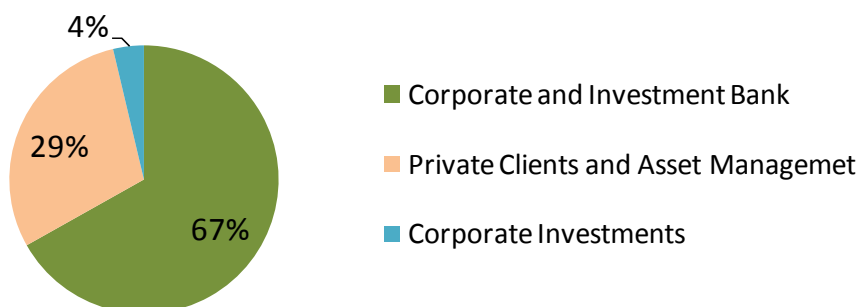 4%
29%
67%
Corporate and Investment Bank
Private Clients and Asset Managemet
Corporate Investments